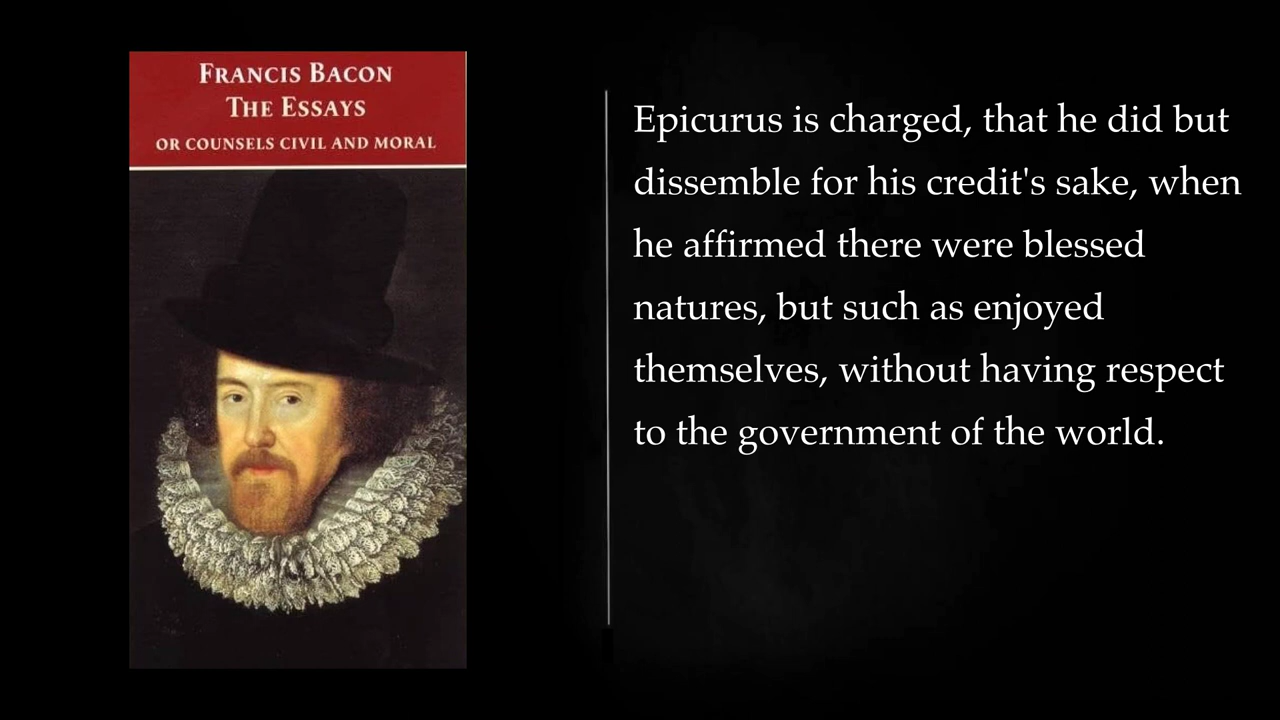 FRANCIS BACON
THE ESSAYS
OR COUNSELS CIVIL AND MORAL
Epicurus is charged, that he did but
dissemble for his credit's sake, when
he affirmed there were blessed
natures, but such as enjoyed
themselves, without having respect
to the government of the world.